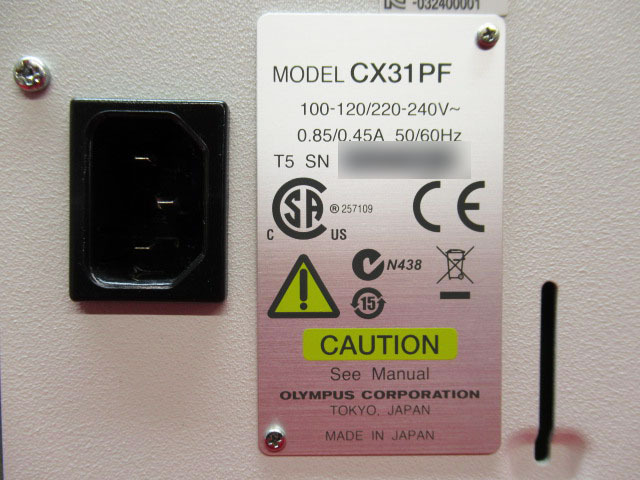 -032400001
MODEL CX31PF
100-120/220-240V~
0.85/0.45A 50/60Hz
T5 SN
CSA ® 257109
C US
CE
N438
15
CAUTION
See Manual
OLYMPUS CORPORATION
TOKYO, JAPAN
MADE IN JAPAN